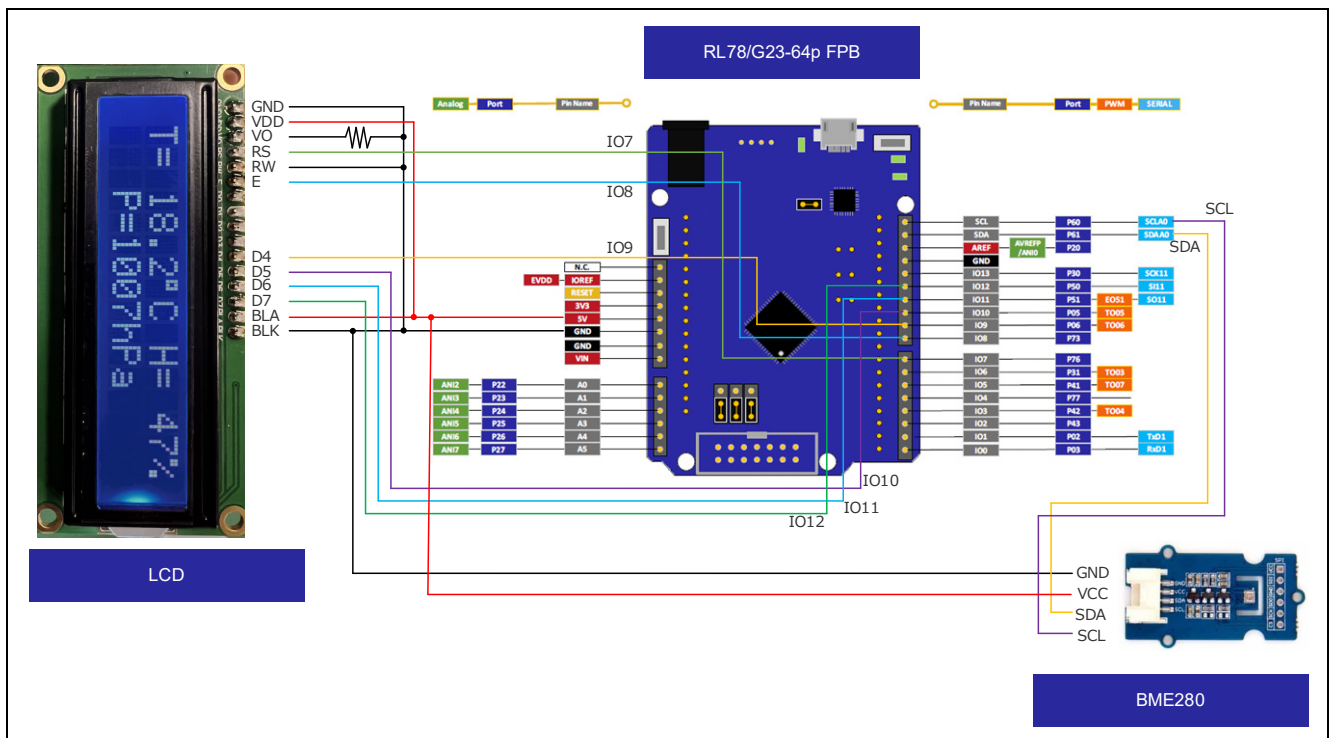 RL78/G23-64p FPB
GND
VDD
VO
RS
RW
E
D4
D5
D6
D7
BLA
BLK
T= 18.2°C H= 47%
P=1007hPa
LCD
Analog Port Pin Name
Pin Name Port PWM SERIAL
IO7
IO8
IO9
N.C.
EVDD IOREF
RESET
3V3
5V
GND
GND
VIN
ANI2 P22 A0
ANI3 P23 A1
ANI4 P24 A2
ANI5 P25 A3
ANI6 P26 A4
ANI7 P27 A5
SCL P60 SCLA0
SDA P61 SDAA0
AREF AVREFP/ANI0 P20
GND
IO13 P30 SCK11
IO12 P50 SI11
IO11 P51 EOS1 SO11
IO10 P05 TO05
IO9 P06 TO06
IO8 P73
IO7 P76
IO6 P31 TO03
IO5 P41 TO07
IO4 P77
IO3 P42 TO04
IO2 P43
IO1 P02 TxD1
IO0 P03 RxD1
SCL
SDA
IO10
IO11
IO12
GND
VCC
SDA
SCL
GND
VCC
SDA
SCL
SPI
BME280